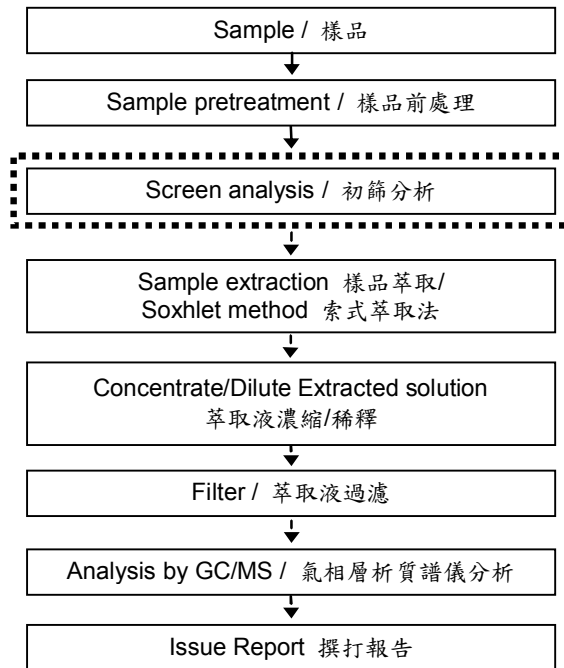 Sample / 樣品
Sample pretreatment / 樣品前處理
Screen analysis / 初篩分析
Sample extraction 樣品萃取/
Soxhlet method 索式萃取法
Concentrate/Dilute Extracted solution
萃取液濃縮/稀釋
Filter / 萃取液過濾
Analysis by GC/MS / 氣相層析質譜儀分析
Issue Report 撰打報告